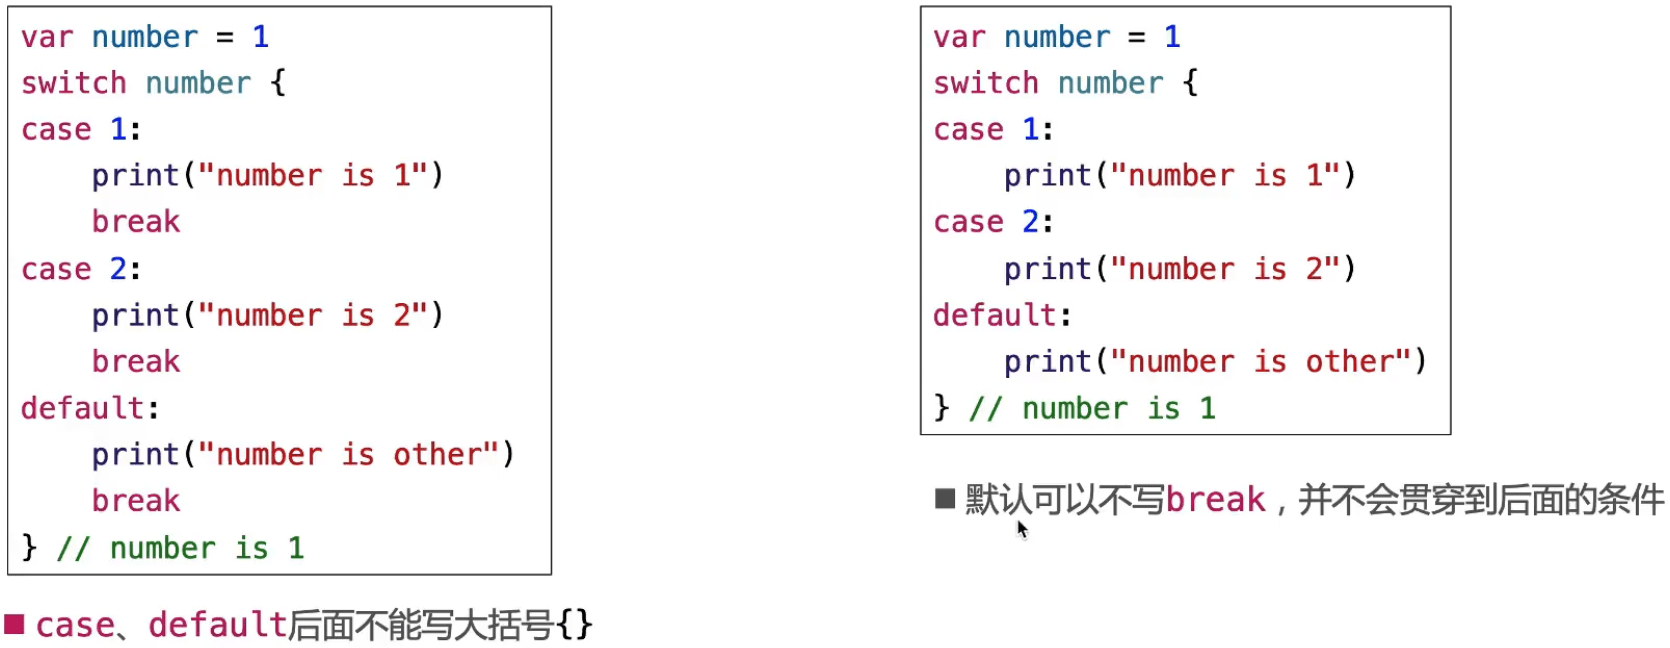 var number = 1
switch number {
case 1:
    print("number is 1")
    break
case 2:
    print("number is 2")
    break
default:
    print("number is other")
    break
} // number is 1
■ case、default后面不能写大括号{}
var number = 1
switch number {
case 1:
    print("number is 1")
case 2:
    print("number is 2")
default:
    print("number is other")
} // number is 1
■ 默认可以不写break，并不会贯穿到后面的条件